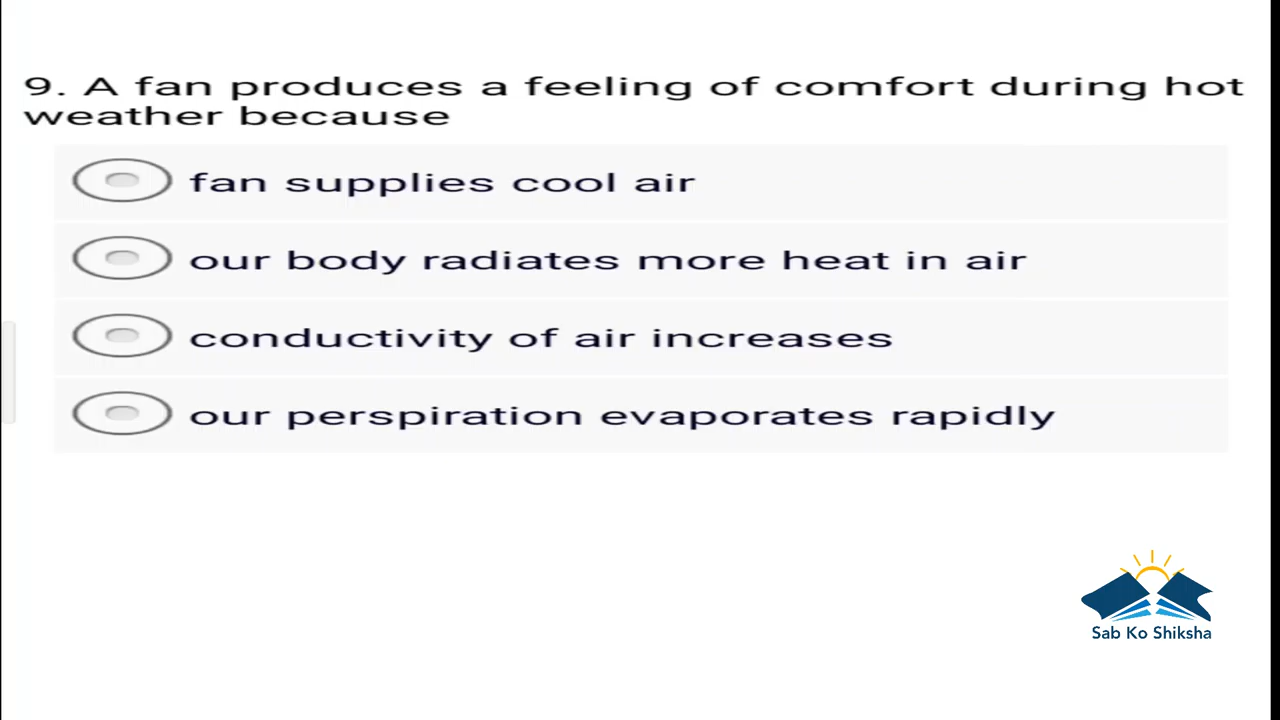 9. A fan produces a feeling of comfort during hot
weather because
fan supplies cool air
our body radiates more heat in air
conductivity of air increases
our perspiration evaporates rapidly
Sab Ko Shiksha